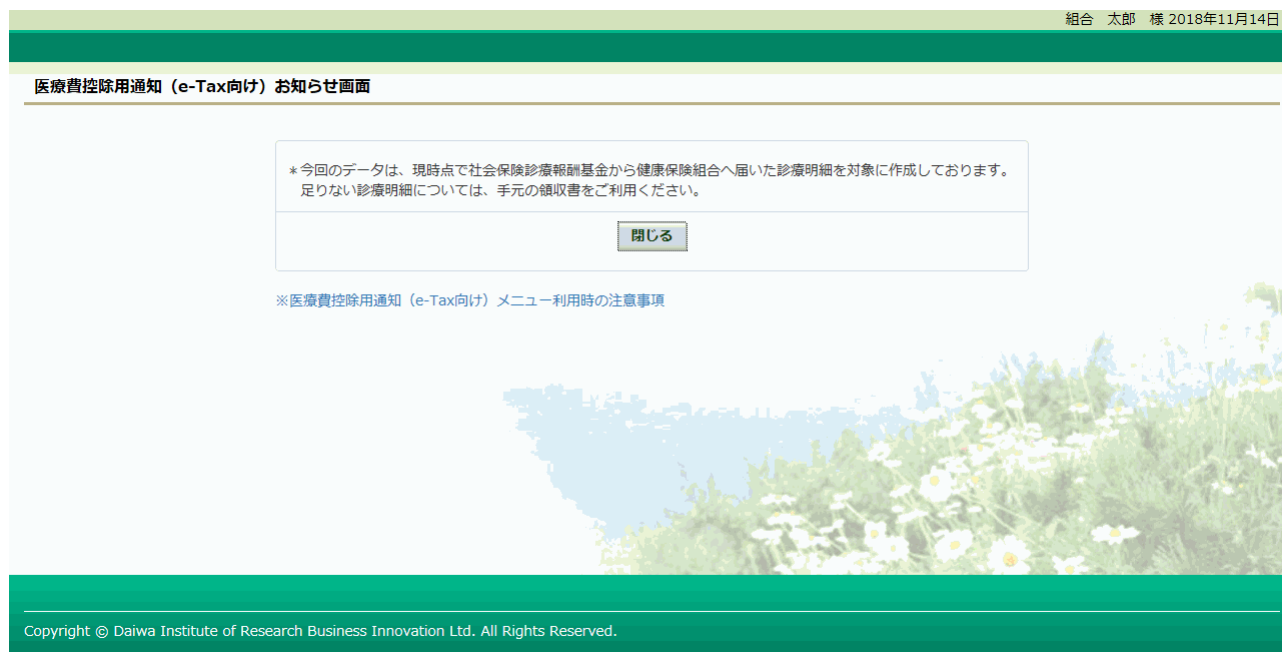 組合　太郎　様 2018年11月14日
医療費控除用通知（e-Tax向け）お知らせ画面
＊今回のデータは、現時点で社会保険診療報酬基金から健康保険組合へ届いた診療明細を対象に作成しております。
足りない診療明細については、手元の領収書をご利用ください。
閉じる
※医療費控除用通知（e-Tax向け）メニュー利用時の注意事項
Copyright © Daiwa Institute of Research Business Innovation Ltd. All Rights Reserved.